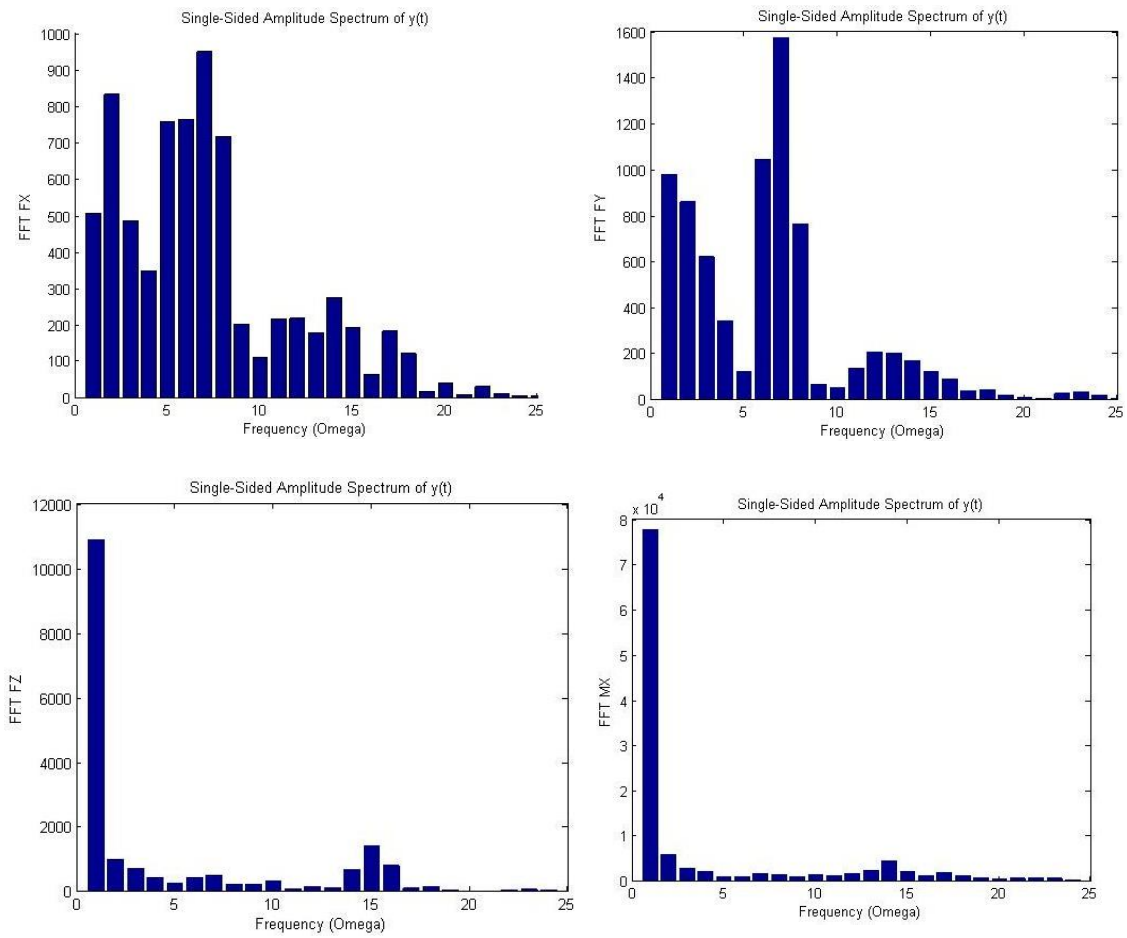 Single-Sided Amplitude Spectrum of y(t)
1000
900
800
700
600
500
400
300
200
100
0
FFT FX
0 5 10 15 20 25
Frequency (Omega)
Single-Sided Amplitude Spectrum of y(t)
1600
1400
1200
1000
800
600
400
200
0
FFT FY
0 5 10 15 20 25
Frequency (Omega)
Single-Sided Amplitude Spectrum of y(t)
12000
10000
8000
6000
4000
2000
0
FFT FZ
0 5 10 15 20 25
Frequency (Omega)
x 10^4
Single-Sided Amplitude Spectrum of y(t)
8
7
6
5
4
3
2
1
0
FFT MX
0 5 10 15 20 25
Frequency (Omega)